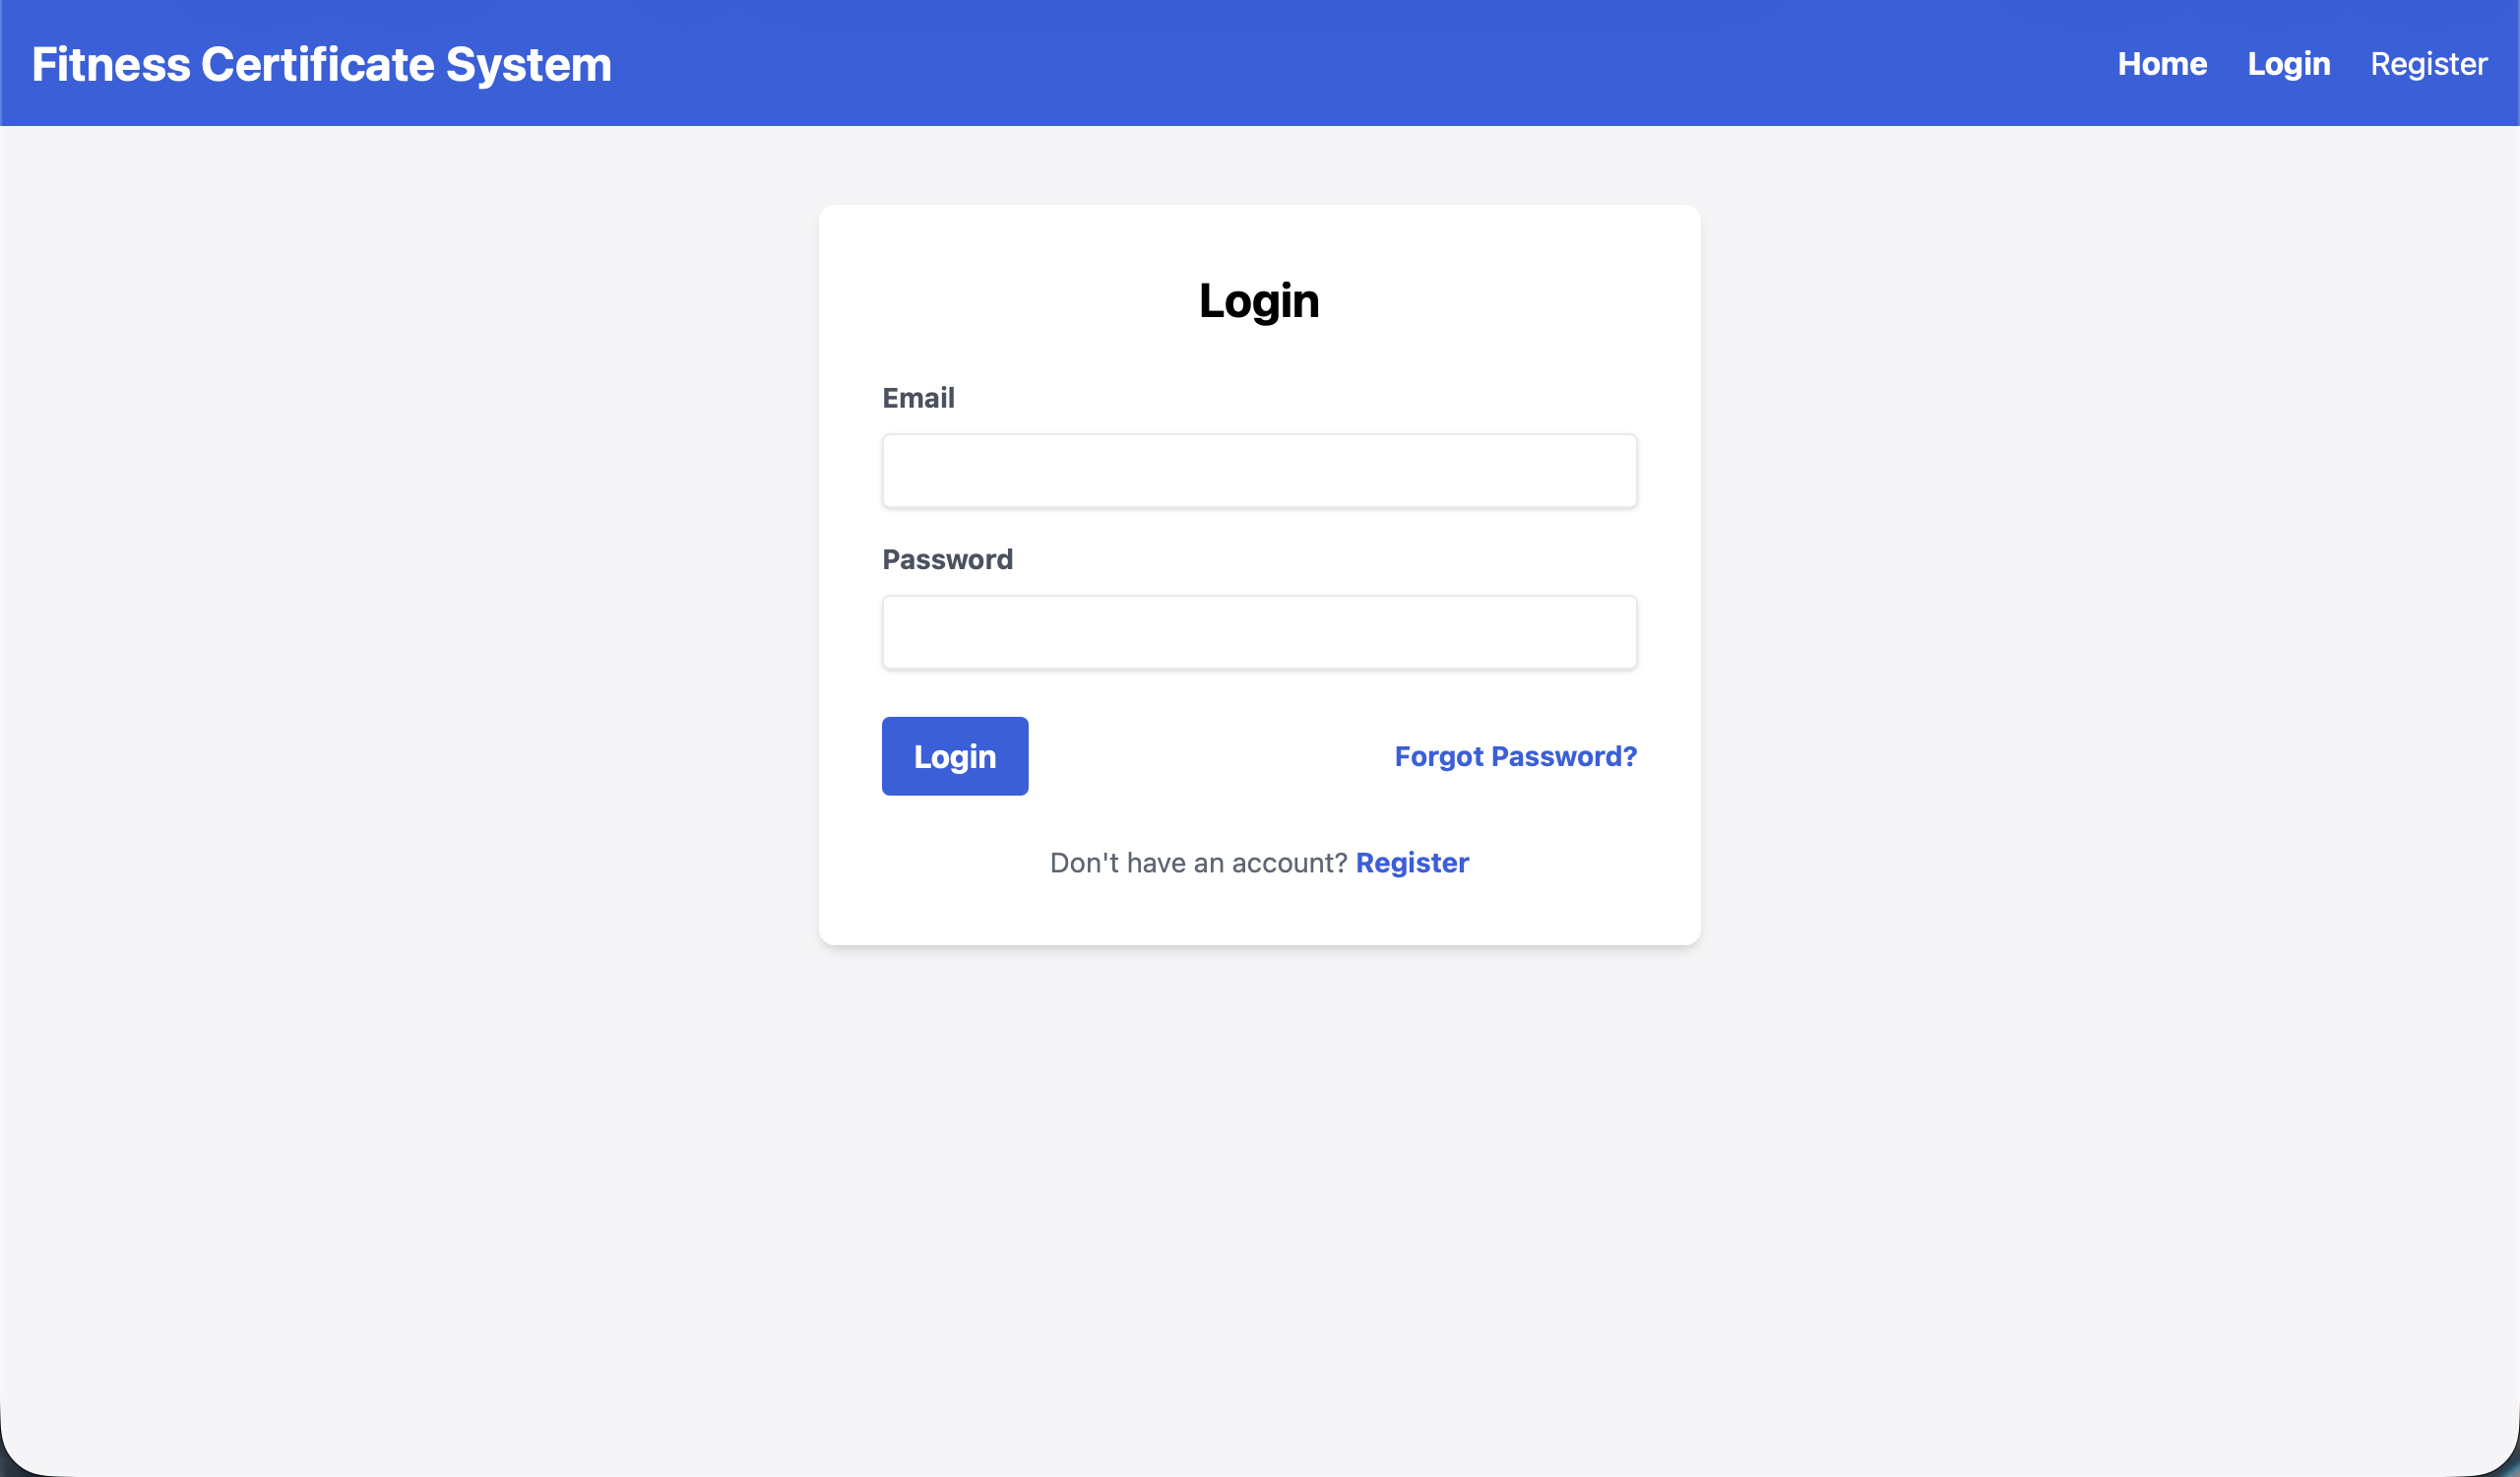 Fitness Certificate System
Home Login Register
Login
Email
Password
Login
Forgot Password?
Don't have an account? Register